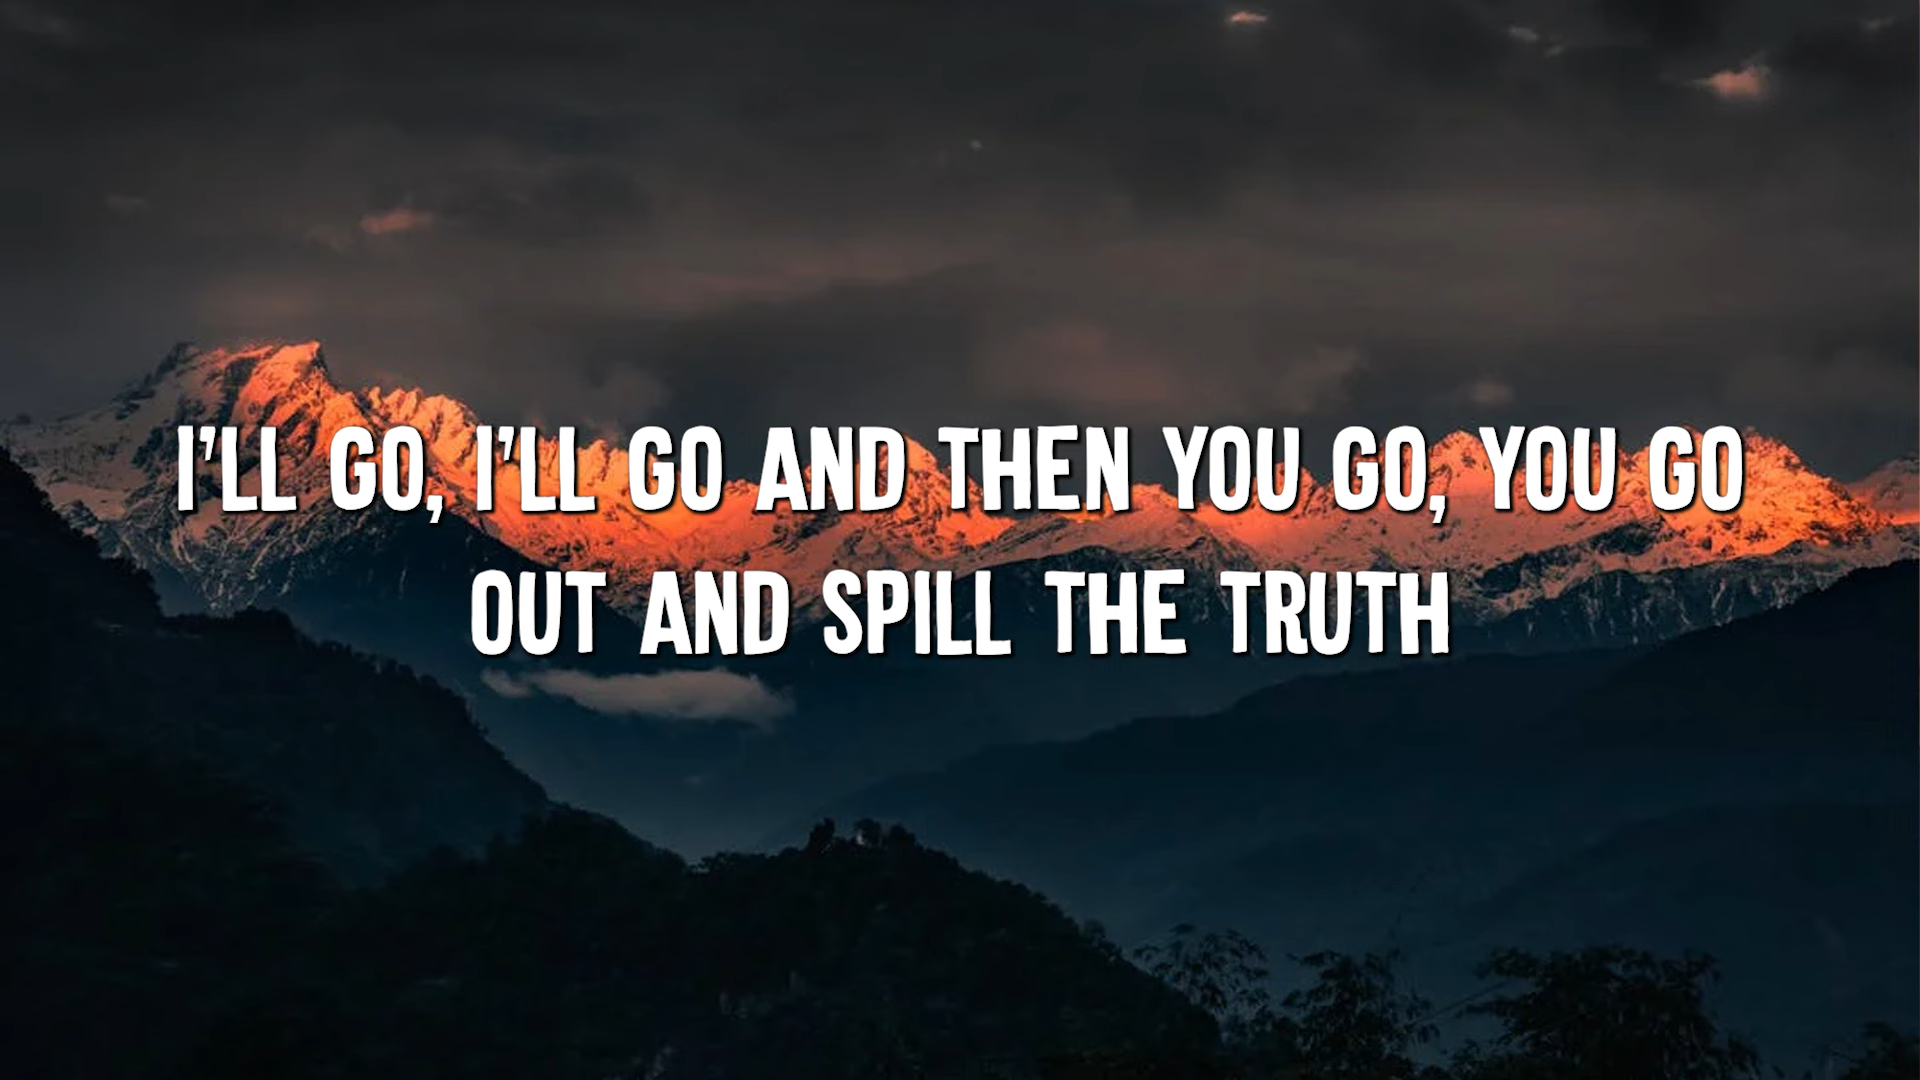 I'LL GO, I'LL GO AND THEN YOU GO, YOU GO
OUT AND SPILL THE TRUTH